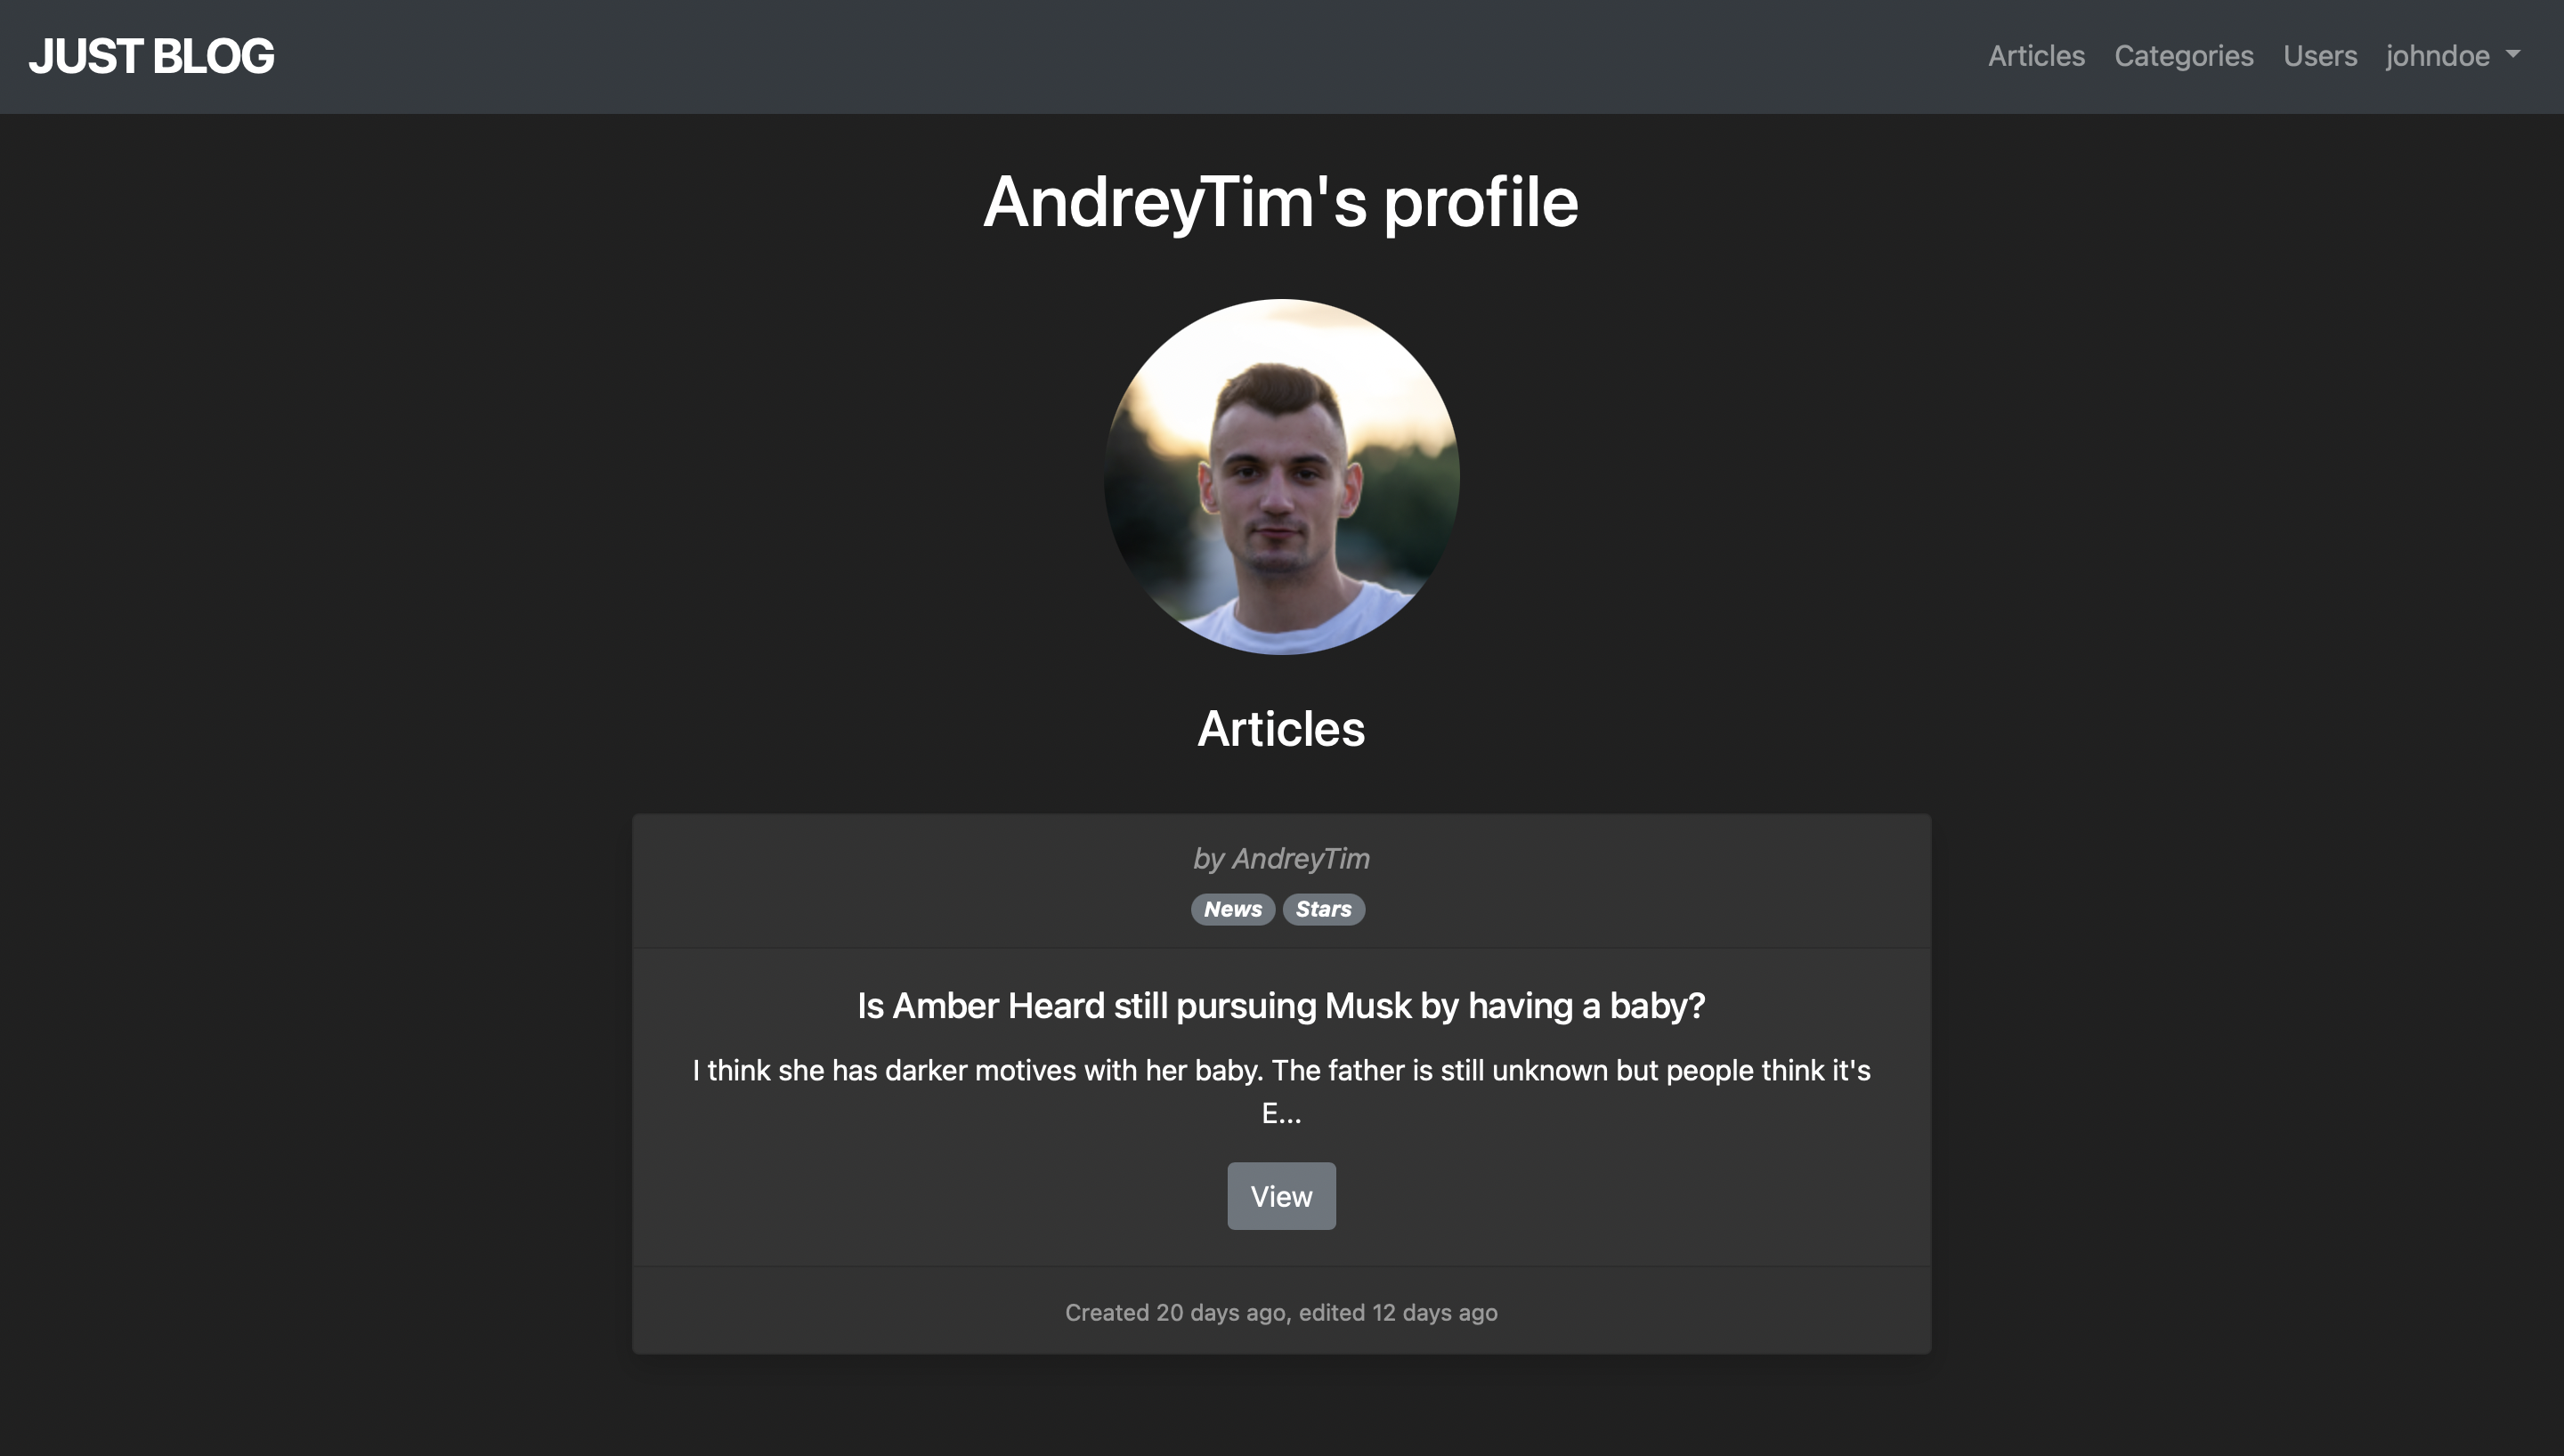 JUST BLOG
Articles Categories Users johndoe
AndreyTim's profile
Articles
by AndreyTim
News Stars
Is Amber Heard still pursuing Musk by having a baby?
I think she has darker motives with her baby. The father is still unknown but people think it's
E...
View
Created 20 days ago, edited 12 days ago